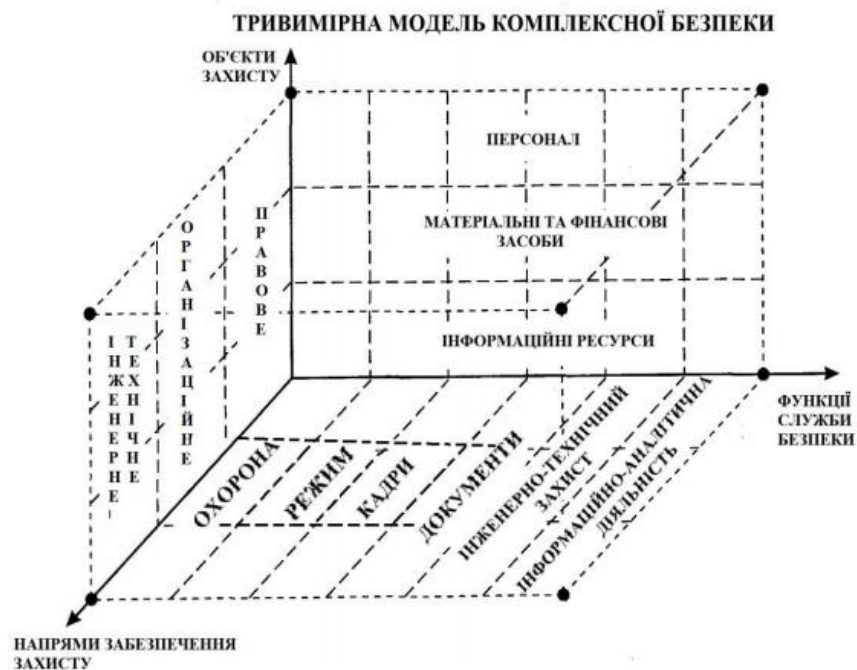 ТРИВИМІРНА МОДЕЛЬ КОМПЛЕКСНОЇ БЕЗПЕКИ
ОБ'ЄКТИ
ЗАХИСТУ
ПЕРСОНАЛ
МАТЕРІАЛЬНІ ТА ФІНАНСОВІ
ЗАСОБИ
ІНФОРМАЦІЙНІ РЕСУРСИ
ІНЖЕНЕРНЕ
ТЕХНІЧНЕ
ОРГАНІЗАЦІЙНЕ
ПРАВОВЕ
ОХОРОНА
РЕЖИМ
КАДРИ
ДОКУМЕНТИ
ІНЖЕНЕРНО-ТЕХНІЧНИЙ
ЗАХИСТ
ІНФОРМАЦІЙНО-АНАЛІТИЧНА
ДІЯЛЬНІСТЬ
ФУНКЦІЇ
СЛУЖБИ
БЕЗПЕКИ
НАПРЯМИ ЗАБЕЗПЕЧЕННЯ
ЗАХИСТУ